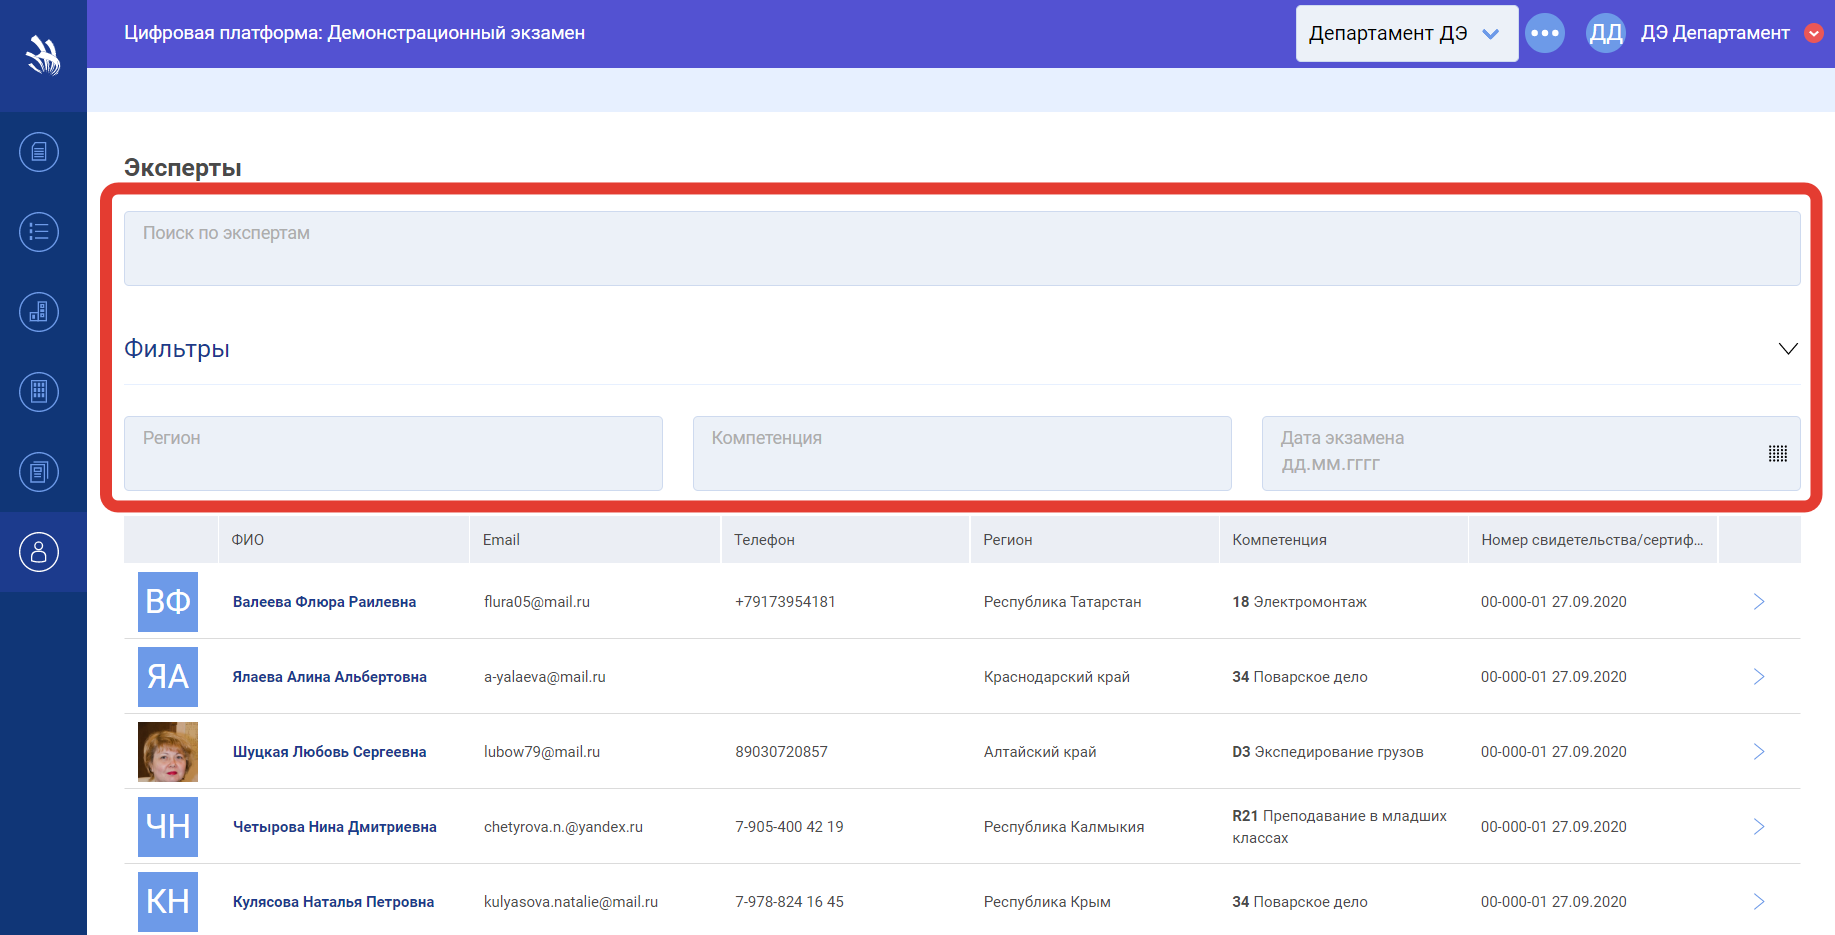 Цифровая платформа: Демонстрационный экзамен
Департамент ДЭ
ДД
ДЭ Департамент
Эксперты
Поиск по экспертам
Фильтры
Регион
Компетенция
Дата экзамена
дд.мм.гггг
ФИО Email Телефон Регион Компетенция Номер свидетельства/сертиф...
ВФ Валеева Флюра Раилевна flura05@mail.ru +79173954181 Республика Татарстан 18 Электромонтаж 00-000-01 27.09.2020
ЯА Ялаева Алина Альбертовна a-yalaeva@mail.ru Краснодарский край 34 Поварское дело 00-000-01 27.09.2020
Шуцкая Любовь Сергеевна lubow79@mail.ru 89030720857 Алтайский край D3 Экспедирование грузов 00-000-01 27.09.2020
ЧН Четырова Нина Дмитриевна chetyrova.n.@yandex.ru 7-905-400 42 19 Республика Калмыкия R21 Преподавание в младших
классах 00-000-01 27.09.2020
КН Кулясова Наталья Петровна kulyasova.natalie@mail.ru 7-978-824 16 45 Республика Крым 34 Поварское дело 00-000-01 27.09.2020